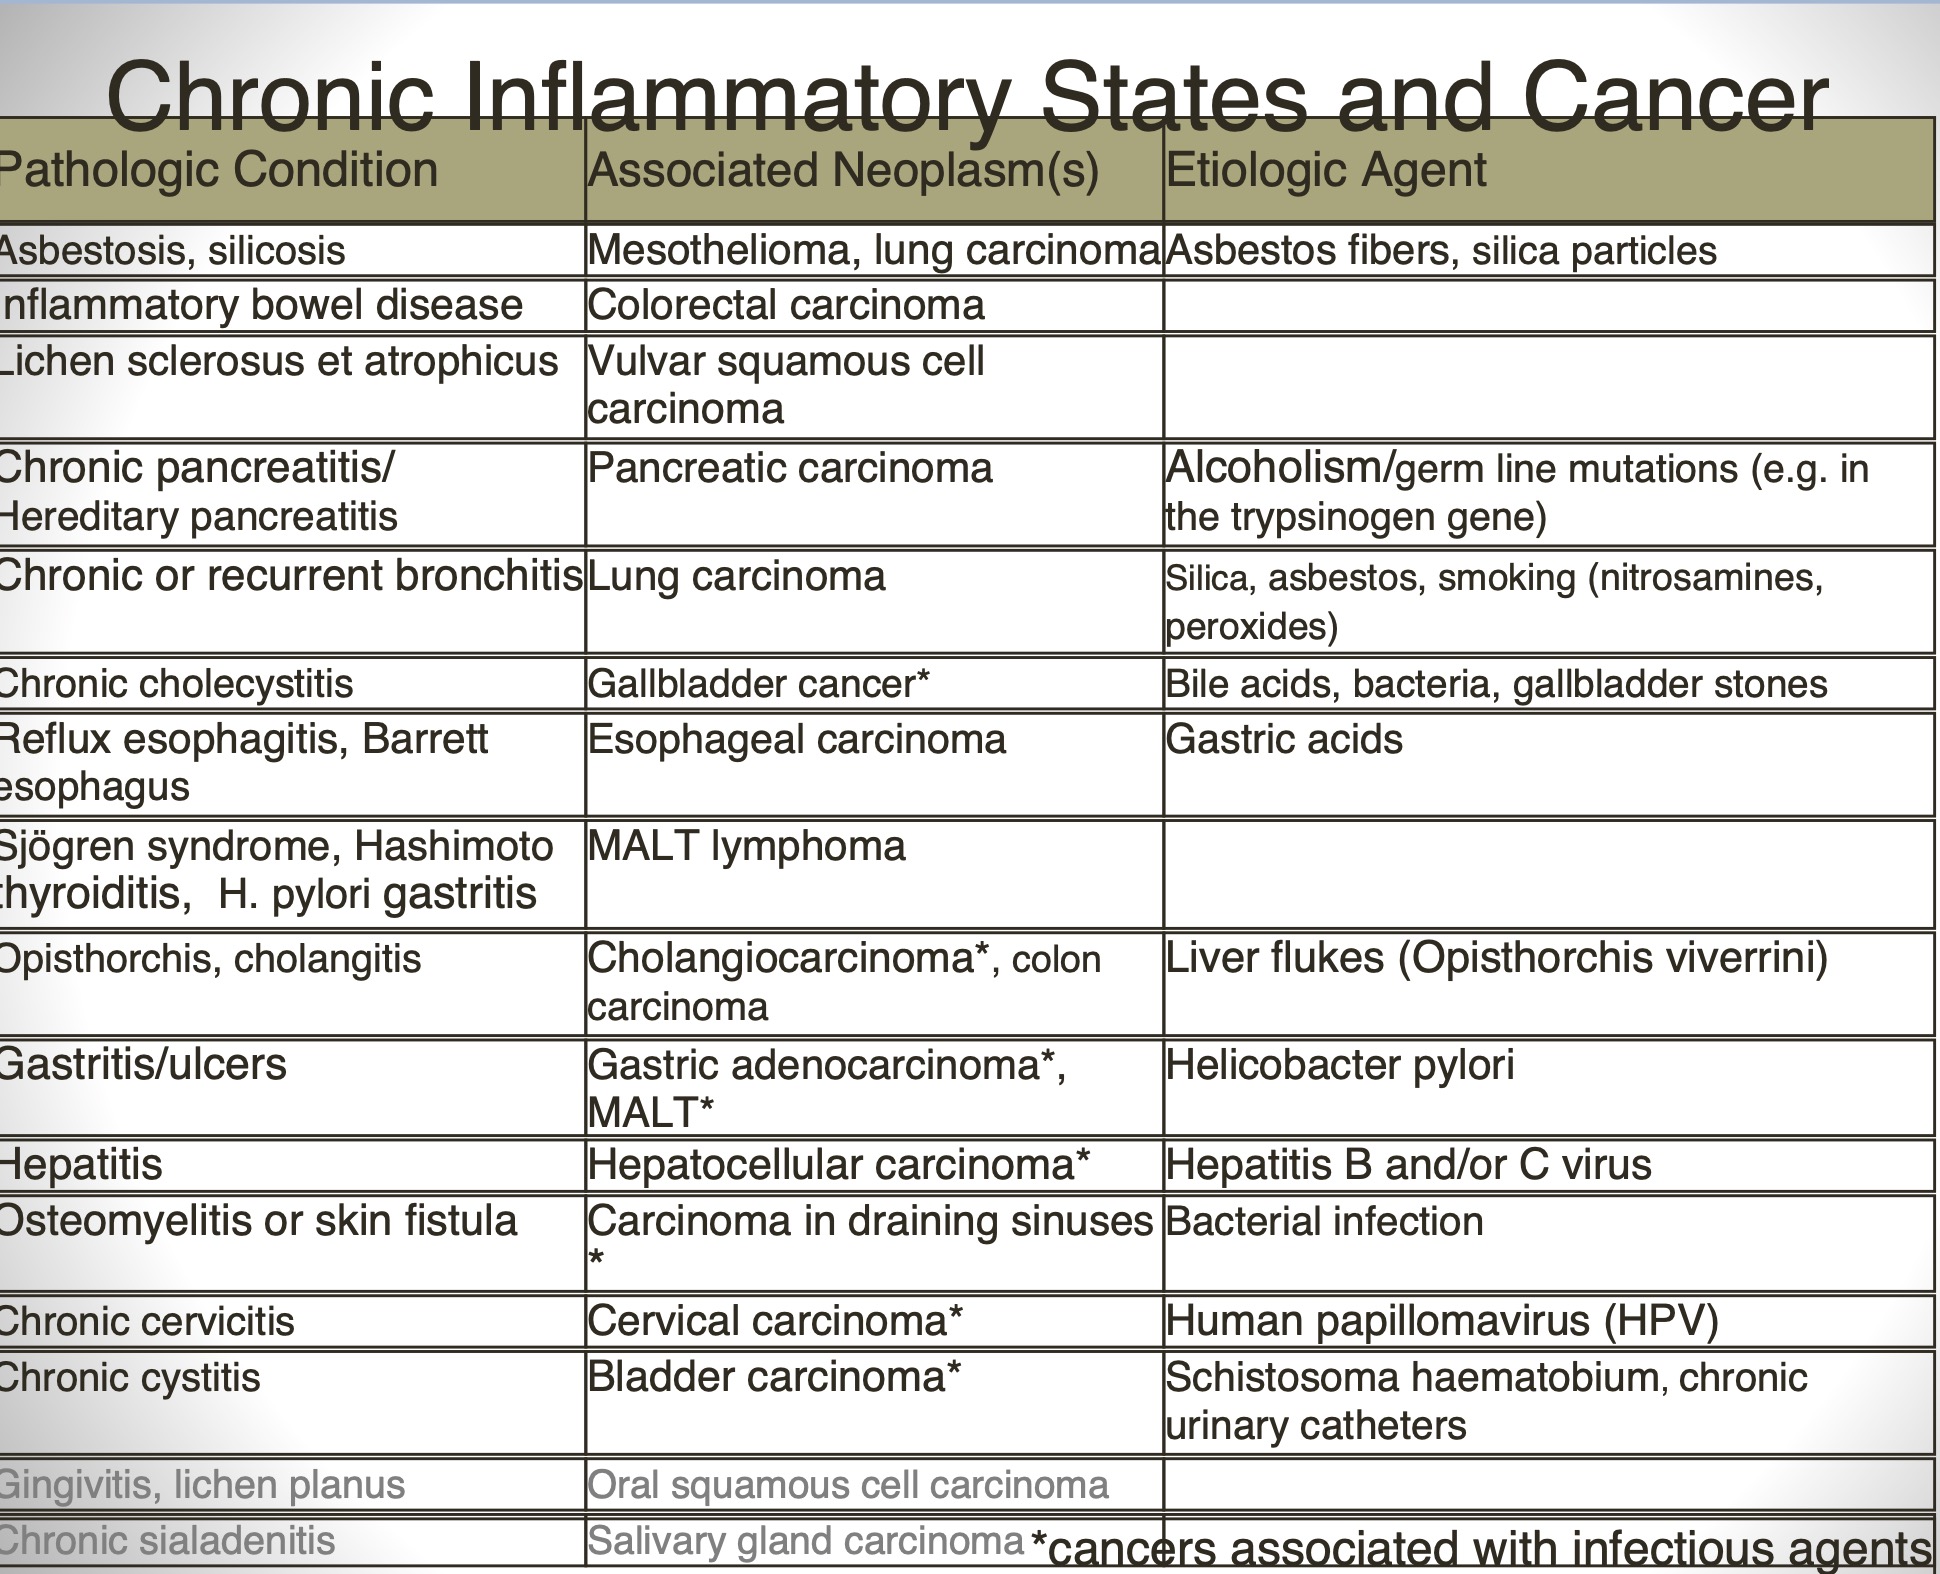 Chronic Inflammatory States and Cancer
Pathologic Condition Associated Neoplasm(s) Etiologic Agent
Asbestosis, silicosis Mesothelioma, lung carcinoma Asbestos fibers, silica particles
nflammatory bowel disease Colorectal carcinoma
Lichen sclerosus et atrophicus Vulvar squamous cell
carcinoma
Chronic pancreatitis/ Pancreatic carcinoma Alcoholism/germ line mutations (e.g. in
Hereditary pancreatitis the trypsinogen gene)
Chronic or recurrent bronchitis Lung carcinoma Silica, asbestos, smoking (nitrosamines,
peroxides)
Chronic cholecystitis Gallbladder cancer* Bile acids, bacteria, gallbladder stones
Reflux esophagitis, Barrett Esophageal carcinoma Gastric acids
esophagus
Sjögren syndrome, Hashimoto MALT lymphoma
thyroiditis, H. pylori gastritis
Opisthorchis, cholangitis Cholangiocarcinoma*, colon Liver flukes (Opisthorchis viverrini)
carcinoma
Gastritis/ulcers Gastric adenocarcinoma*, Helicobacter pylori
MALT*
Hepatitis Hepatocellular carcinoma* Hepatitis B and/or C virus
Osteomyelitis or skin fistula Carcinoma in draining sinuses Bacterial infection
*
Chronic cervicitis Cervical carcinoma* Human papillomavirus (HPV)
Chronic cystitis Bladder carcinoma* Schistosoma haematobium, chronic
urinary catheters
Gingivitis, lichen planus Oral squamous cell carcinoma
Chronic sialadenitis Salivary gland carcinoma *cancers associated with infectious agents